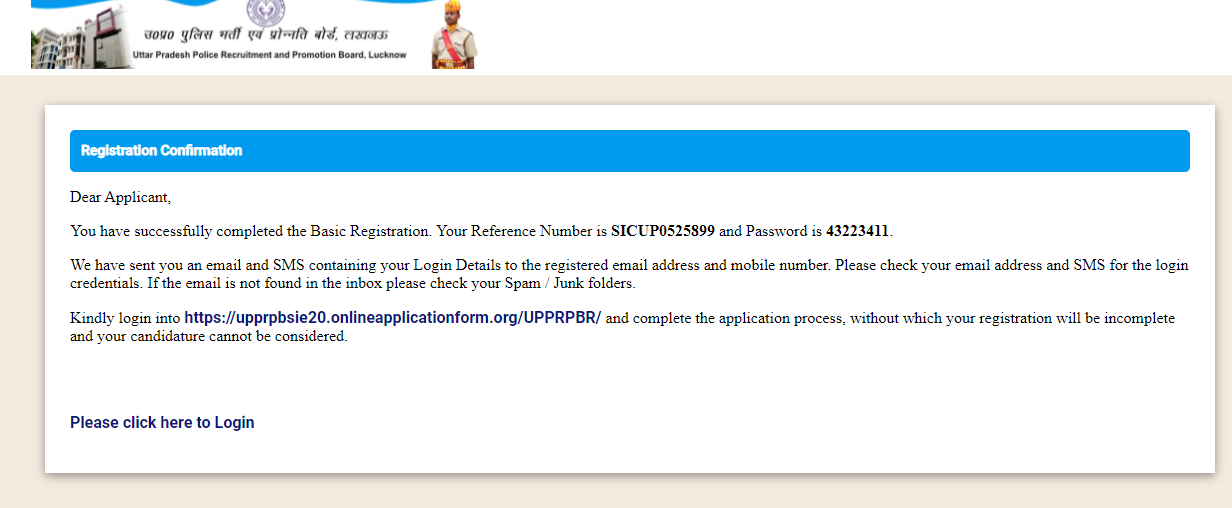 उ०प्र० पुलिस भर्ती एवं प्रोन्नति बोर्ड, लखनऊ
Uttar Pradesh Police Recruitment and Promotion Board, Lucknow
Registration Confirmation
Dear Applicant,
You have successfully completed the Basic Registration. Your Reference Number is SICUP0525899 and Password is 43223411.
We have sent you an email and SMS containing your Login Details to the registered email address and mobile number. Please check your email address and SMS for the login
credentials. If the email is not found in the inbox please check your Spam / Junk folders.
Kindly login into https://upprpbsie20.onlineapplicationform.org/UPPRPBR/ and complete the application process, without which your registration will be incomplete
and your candidature cannot be considered.
Please click here to Login